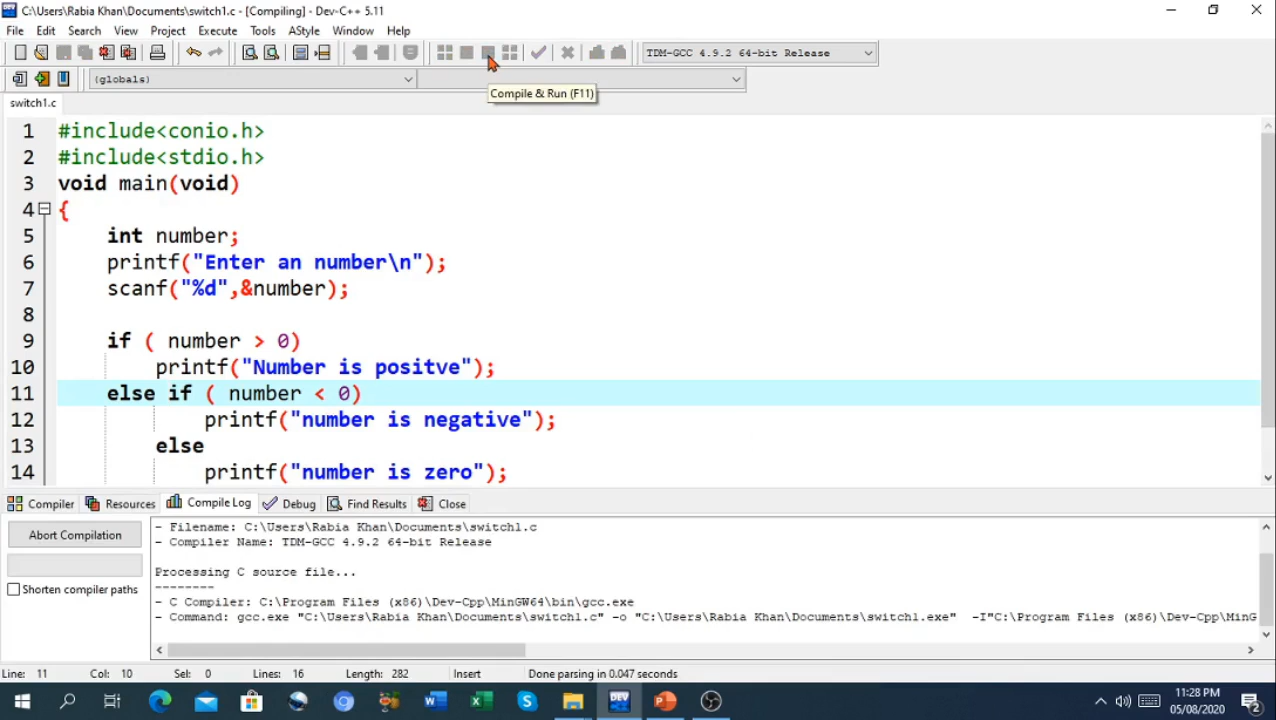 C:\Users\Rabia Khan\Documents\switch1.c - [Compiling] - Dev-C++ 5.11
File Edit Search View Project Execute Tools AStyle Window Help
TDM-GCC 4.9.2 64-bit Release
(globals)
Compile & Run (F11)
switch1.c
1 #include<conio.h>
2 #include<stdio.h>
3 void main(void)
4 {
5 int number;
6 printf("Enter an number\n");
7 scanf("%d",&number);
8
9 if ( number > 0)
10 printf("Number is positve");
11 else if ( number < 0)
12 printf("number is negative");
13 else
14 printf("number is zero");
Compiler Resources Compile Log Debug Find Results Close
Abort Compilation
Shorten compiler paths
- Filename: C:\Users\Rabia Khan\Documents\switch1.c
- Compiler Name: TDM-GCC 4.9.2 64-bit Release
Processing C source file...
--------
- C Compiler: C:\Program Files (x86)\Dev-Cpp\MinGW64\bin\gcc.exe
- Command: gcc.exe "C:\Users\Rabia Khan\Documents\switch1.c" -o "C:\Users\Rabia Khan\Documents\switch1.exe" -I"C:\Program Files (x86)\Dev-Cpp\MinG
Line: 11 Col: 10 Sel: 0 Lines: 16 Length: 282 Insert Done parsing in 0.047 seconds
11:28 PM
05/08/2020